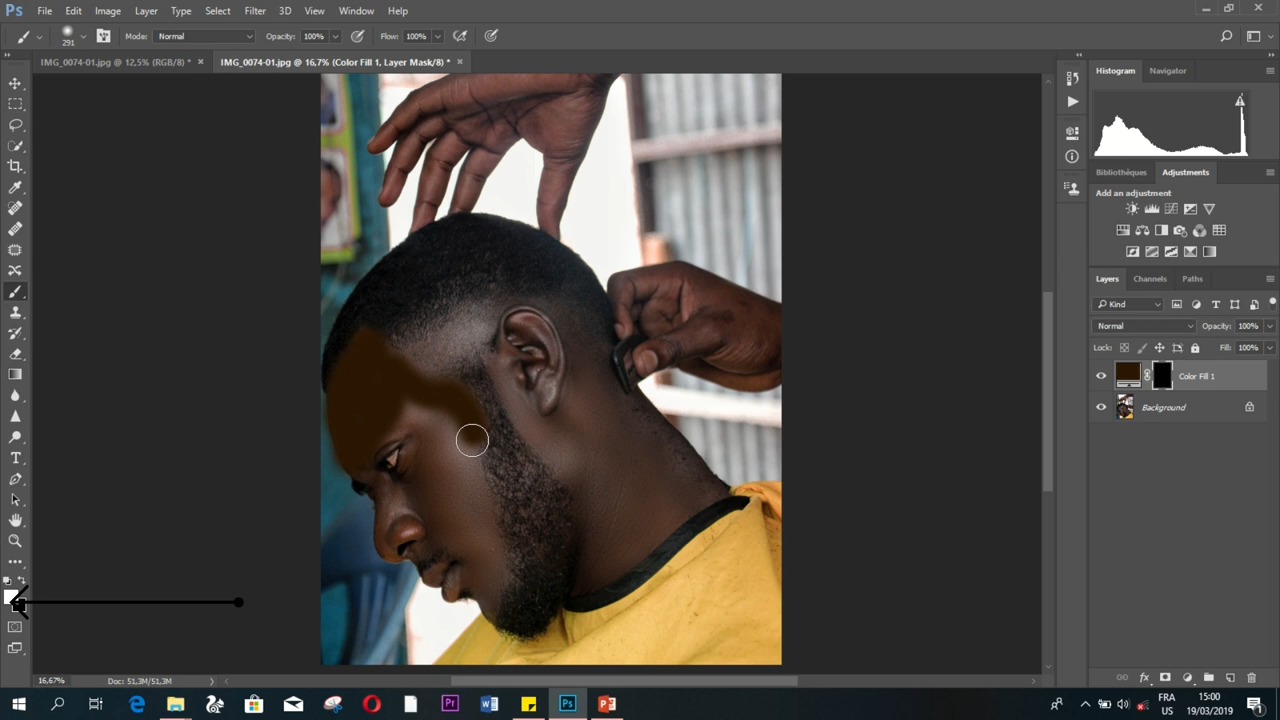 Ps File Edit Image Layer Type Select Filter 3D View Window Help
291 Mode: Normal Opacity: 100% Flow: 100%
IMG_0074-01.jpg @ 12,5% (RGB/8) * × IMG_0074-01.jpg @ 16,7% (Color Fill 1, Layer Mask/8) * ×
Histogram Navigator
Bibliothèques Adjustments
Add an adjustment
Layers Channels Paths
Kind
Normal Opacity: 100%
Lock: Fill: 100%
Color Fill 1
Background
16,67% Doc: 51,3M/51,3M
FRA 15:00
US 19/03/2019